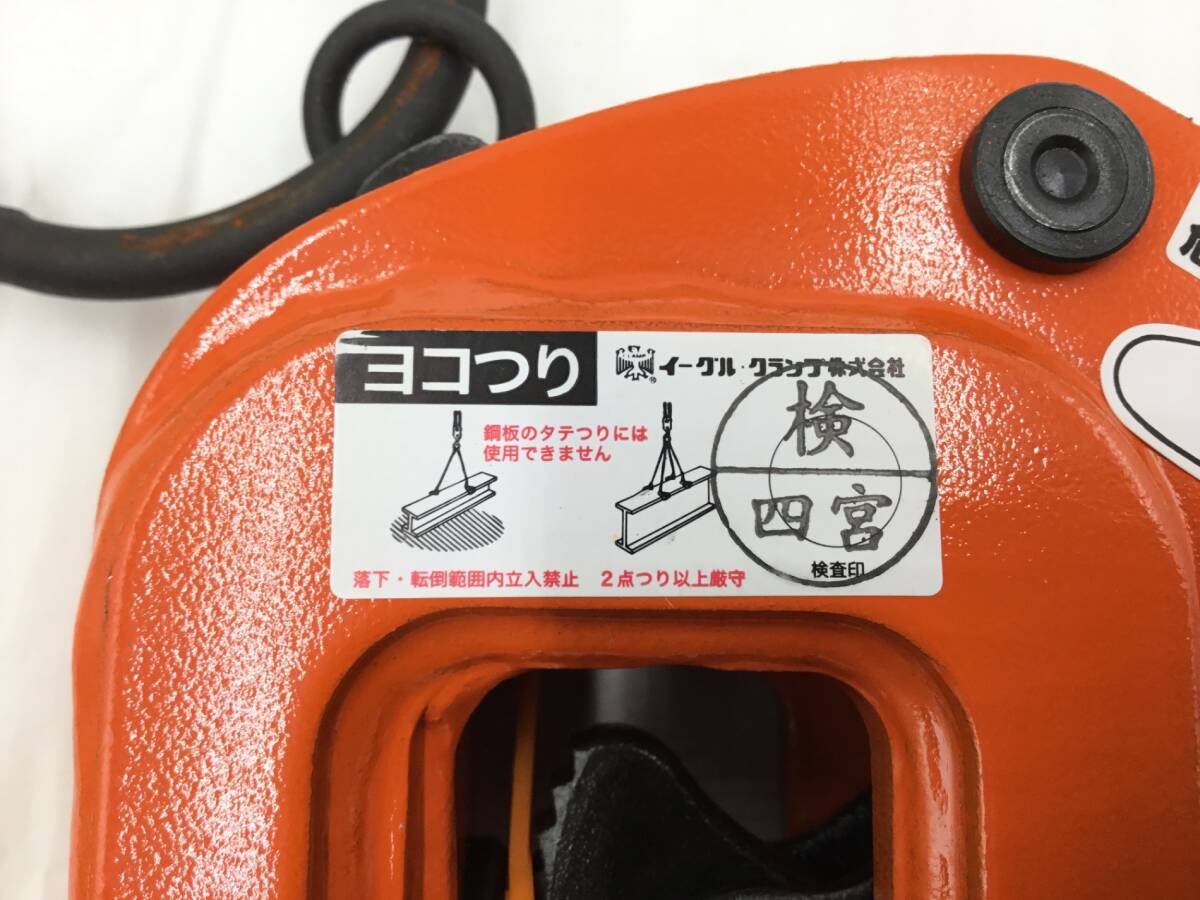 ヨコつり
CLAMP
®イーグル・クランプ株式会社
鋼板のタテつりには
使用できません
検
四宮
検査印
落下・転倒範囲内立入禁止 2点つり以上厳守